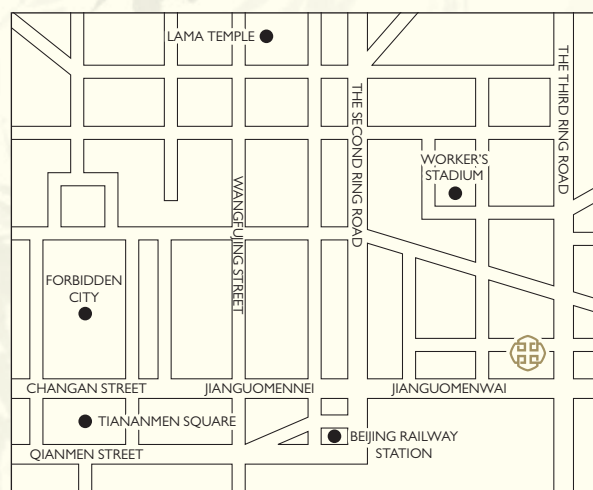 LAMA TEMPLE
THE SECOND RING ROAD
THE THIRD RING ROAD
WORKER'S
STADIUM
WANGFUJING STREET
FORBIDDEN
CITY
CHANGAN STREET
JIANGUOMENNEI
JIANGUOMENWAI
TIANANMEN SQUARE
BEIJING RAILWAY
STATION
QIANMEN STREET